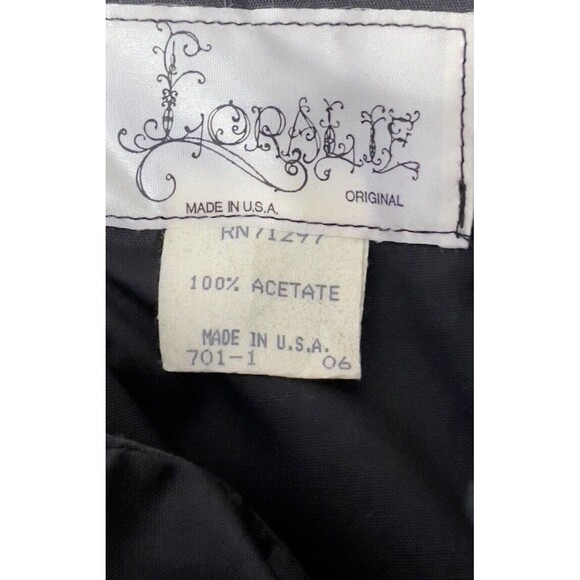 LORALIE
MADE IN U.S.A. ORIGINAL
RN71297
100% ACETATE
MADE IN U.S.A.
701-1 06